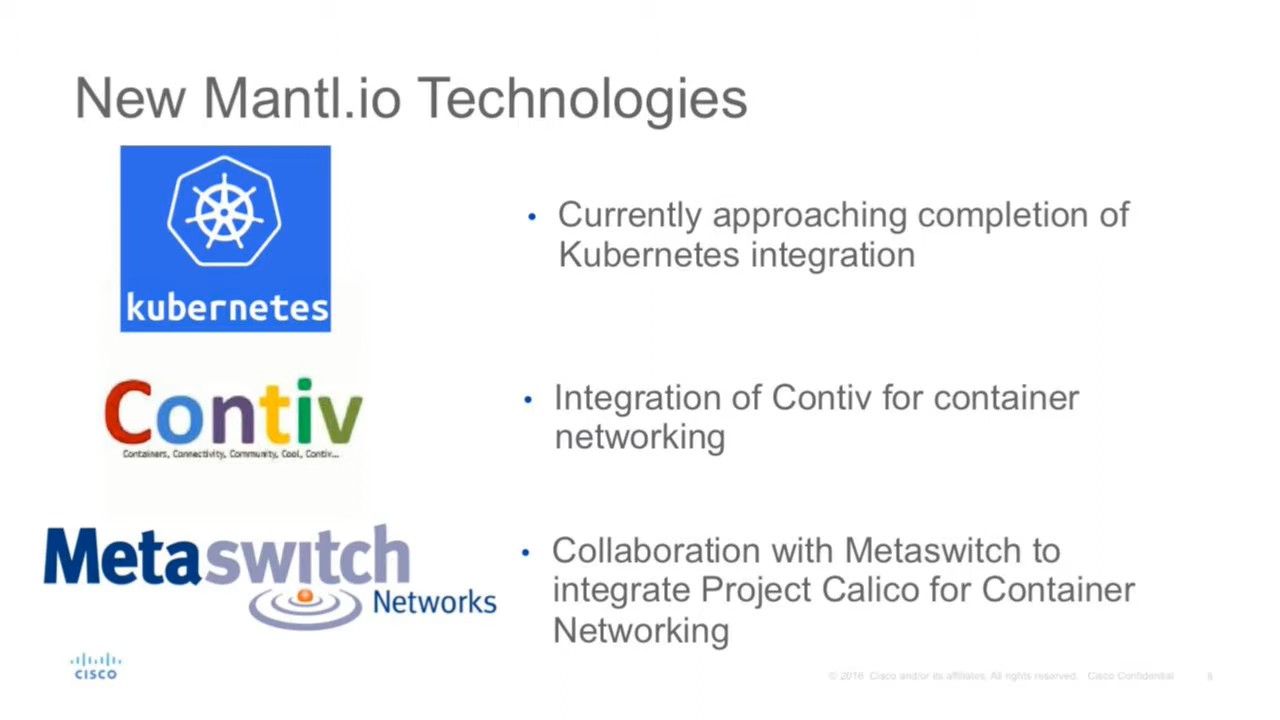 New Mantl.io Technologies
kubernetes
• Currently approaching completion of
Kubernetes integration
Contiv
Containers, Connectivity, Community, Cool, Contiv...
• Integration of Contiv for container
networking
Metaswitch
Networks
• Collaboration with Metaswitch to
integrate Project Calico for Container
Networking
CISCO
© 2016 Cisco and/or its affiliates. All rights reserved. Cisco Confidential